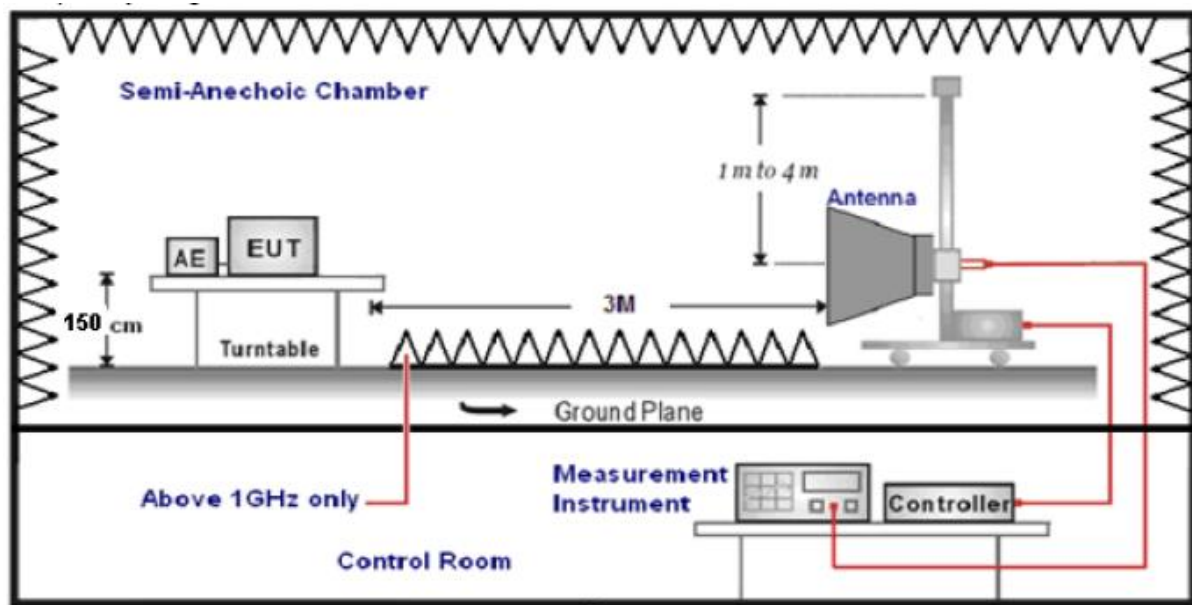 Semi-Anechoic Chamber
1 m to 4 m
Antenna
AE
EUT
3M
150 cm
Turntable
Ground Plane
Measurement
Instrument
Above 1GHz only
Controller
Control Room